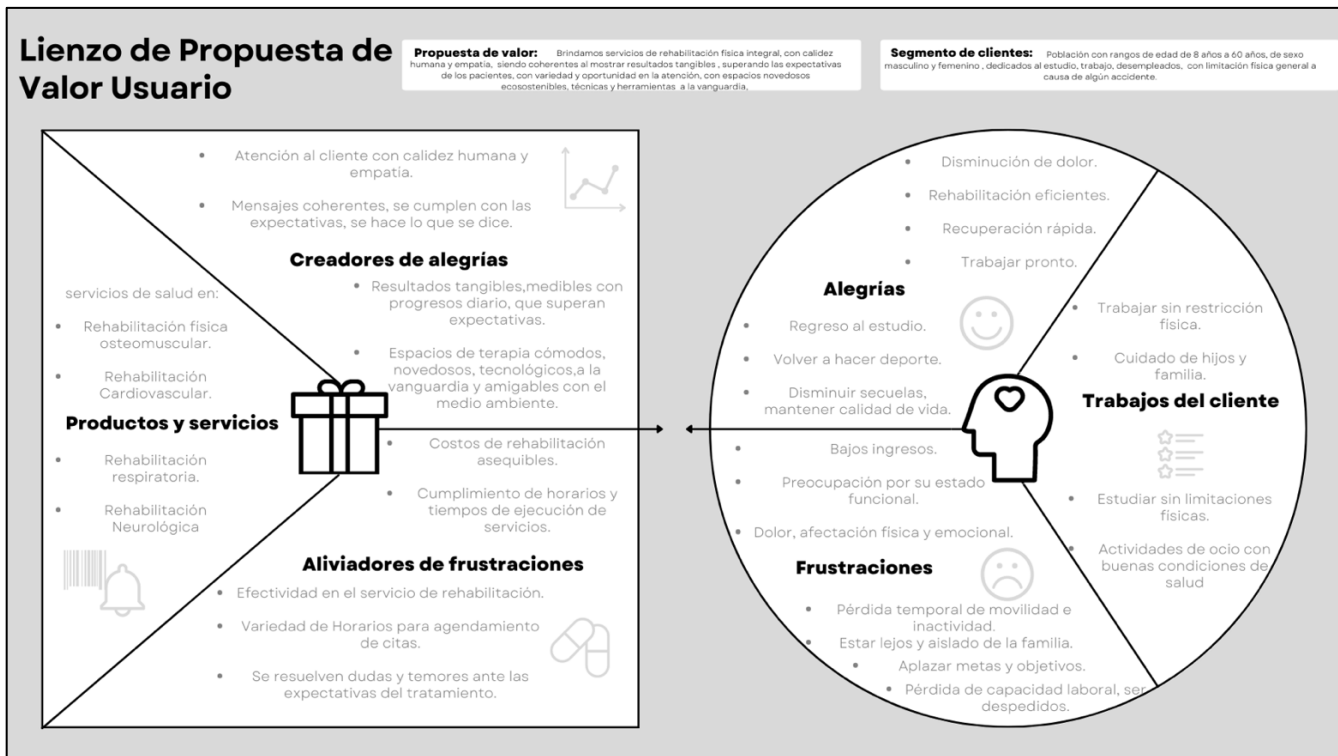 Lienzo de Propuesta de
Valor Usuario
Propuesta de valor: Brindamos servicios de rehabilitación física integral, con calidez
humana y empatía, siendo coherentes al mostrar resultados tangibles , superando las expectativas
de los pacientes, con variedad y oportunidad en la atención, con espacios novedosos
ecosostenibles, técnicas y herramientas a la vanguardia,
Segmento de clientes: Población con rangos de edad de 8 años a 60 años, de sexo
masculino y femenino , dedicados al estudio, trabajo, desempleados, con limitación física general a
causa de algún accidente.
• Atención al cliente con calidez humana y
empatia.
• Mensajes coherentes, se cumplen con las
expectativas, se hace lo que se dice.
Creadores de alegrías
• Resultados tangibles,medibles con
progresos diario, que superan
expectativas.
• Espacios de terapia cómodos,
novedosos, tecnológicos,a la
vanguardia y amigables con el
medio ambiente.
servicios de salud en:
• Rehabilitación física
osteomuscular.
• Rehabilitación
Cardiovascular.
Productos y servicios
• Rehabilitación
respiratoria.
• Rehabilitación
Neurológica
• Costos de rehabilitación
asequibles.
• Cumplimiento de horarios y
tiempos de ejecución de
servicios.
Aliviadores de frustraciones
• Efectividad en el servicio de rehabilitación.
• Variedad de Horarios para agendamiento
de citas.
• Se resuelven dudas y temores ante las
expectativas del tratamiento.
• Disminución de dolor.
• Rehabilitación eficientes.
• Recuperación rápida.
• Trabajar pronto.
Alegrías
• Regreso al estudio.
• Volver a hacer deporte.
• Disminuir secuelas,
mantener calidad de vida.
• Trabajar sin restricción
física.
• Cuidado de hijos y
familia.
Trabajos del cliente
• Estudiar sin limitaciones
físicas.
• Actividades de ocio con
buenas condiciones de
salud
• Bajos ingresos.
• Preocupación por su estado
funcional.
• Dolor, afectación física y emocional.
Frustraciones
• Pérdida temporal de movilidad e
inactividad.
• Estar lejos y aislado de la familia.
• Aplazar metas y objetivos.
• Pérdida de capacidad laboral, ser
despedidos.